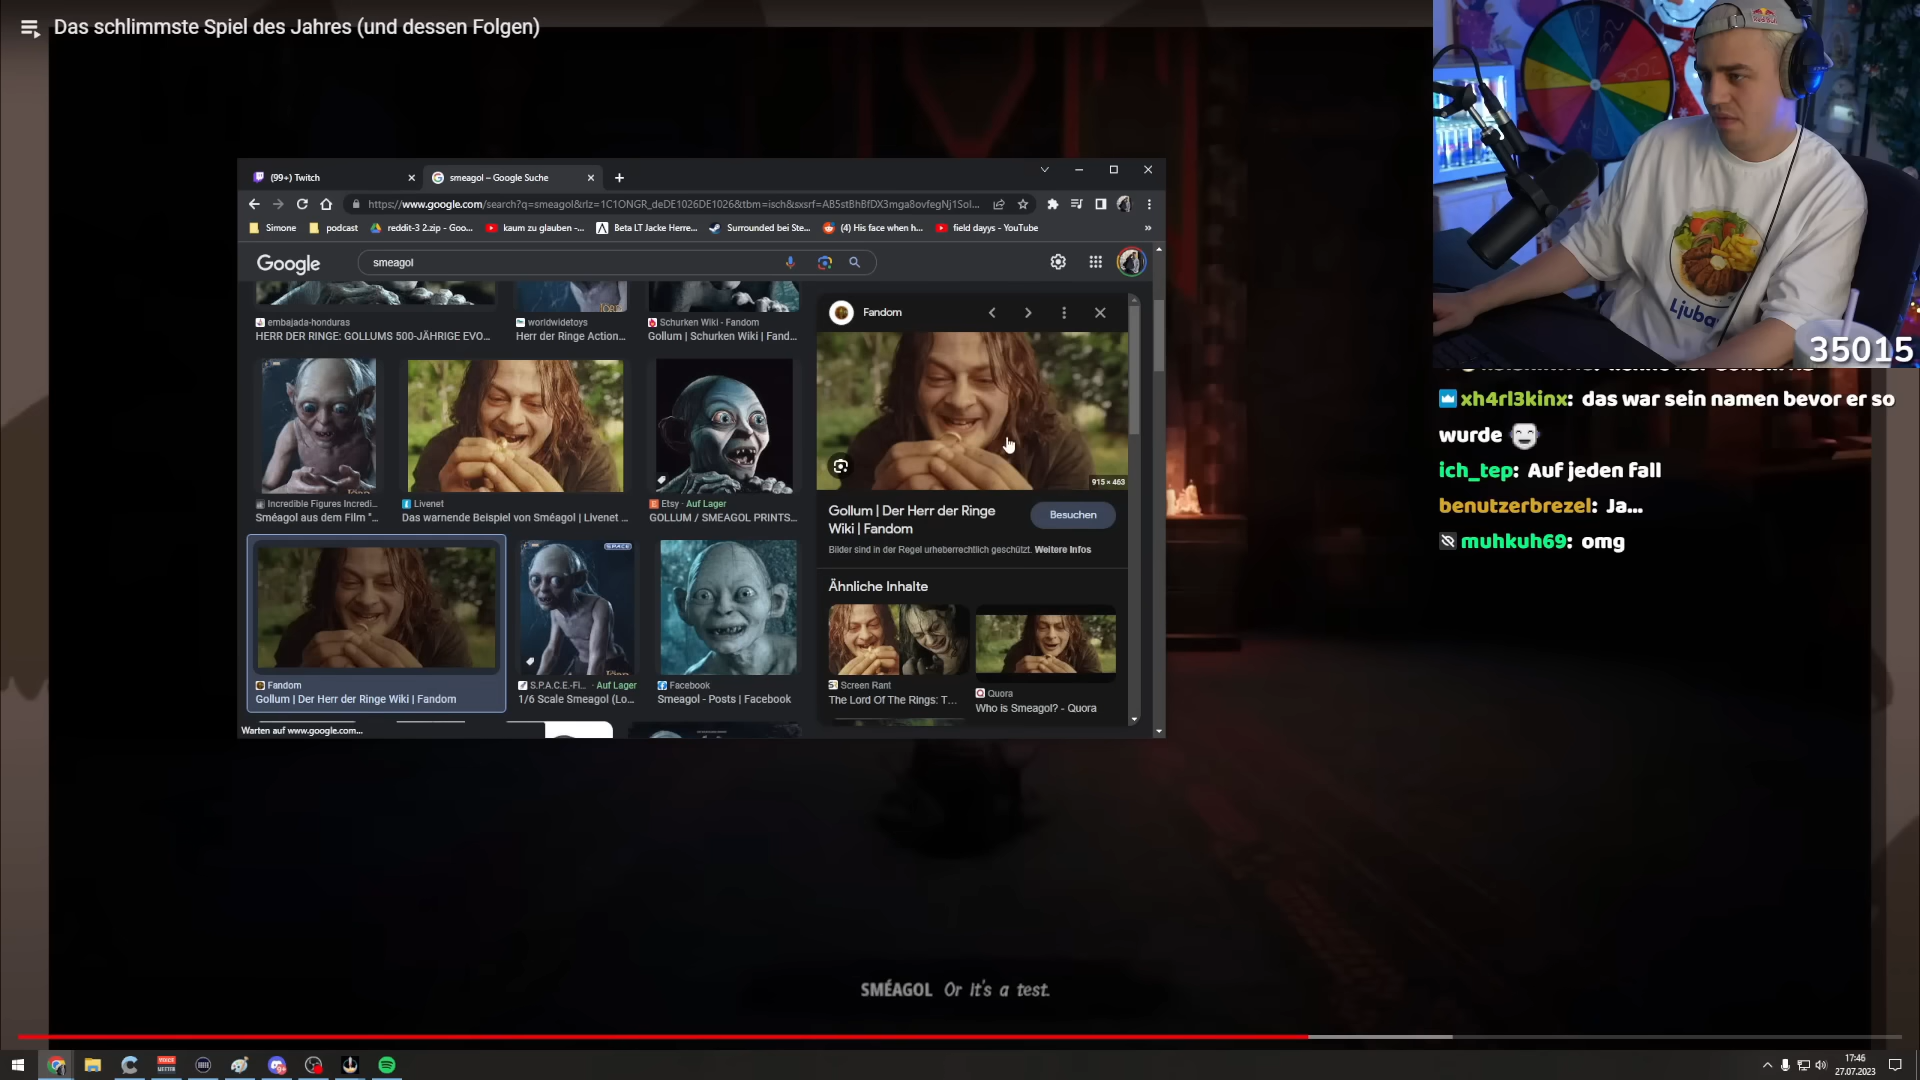 Das schlimmste Spiel des Jahres (und dessen Folgen)
(99+) Twitch
smeagol – Google Suche
https://www.google.com/search?q=smeagol&rlz=1C1ONGR_deDE1026DE1026&tbm=isch&sxsrf=AB5stBhBfDX3mga8ovfegNj1Sol...
Simone
podcast
reddit-3 2.zip - Goo...
kaum zu glauben -...
Beta LT Jacke Herre...
Surrounded bei Ste...
(4) His face when h...
field dayys - YouTube
»
Google
smeagol
embajada-honduras
HERR DER RINGE: GOLLUMS 500-JÄHRIGE EVO...
worldwidetoys
Herr der Ringe Action...
Schurken Wiki - Fandom
Gollum | Schurken Wiki | Fand...
Incredible Figures Incredi...
Sméagol aus dem Film "...
Livenet
Das warnende Beispiel von Sméagol | Livenet ...
Etsy · Auf Lager
GOLLUM / SMEAGOL PRINTS...
Fandom
Gollum | Der Herr der Ringe Wiki | Fandom
SPACE
S.P.A.C.E.-Fi... · Auf Lager
1/6 Scale Smeagol (Lo...
Facebook
Smeagol - Posts | Facebook
Warten auf www.google.com...
Fandom
915 × 463
Gollum | Der Herr der Ringe
Wiki | Fandom
Besuchen
Bilder sind in der Regel urheberrechtlich geschützt. Weitere Infos
Ähnliche Inhalte
Screen Rant
The Lord Of The Rings: T...
Quora
Who is Smeagol? - Quora
Red Bull
Ljuba
35015
xh4rl3kinx: das war sein namen bevor er so
wurde
ich_tep: Auf jeden fall
benutzerbrezel: Ja...
muhkuh69: omg
SMÉAGOL Or it's a test.
17:46
27.07.2023